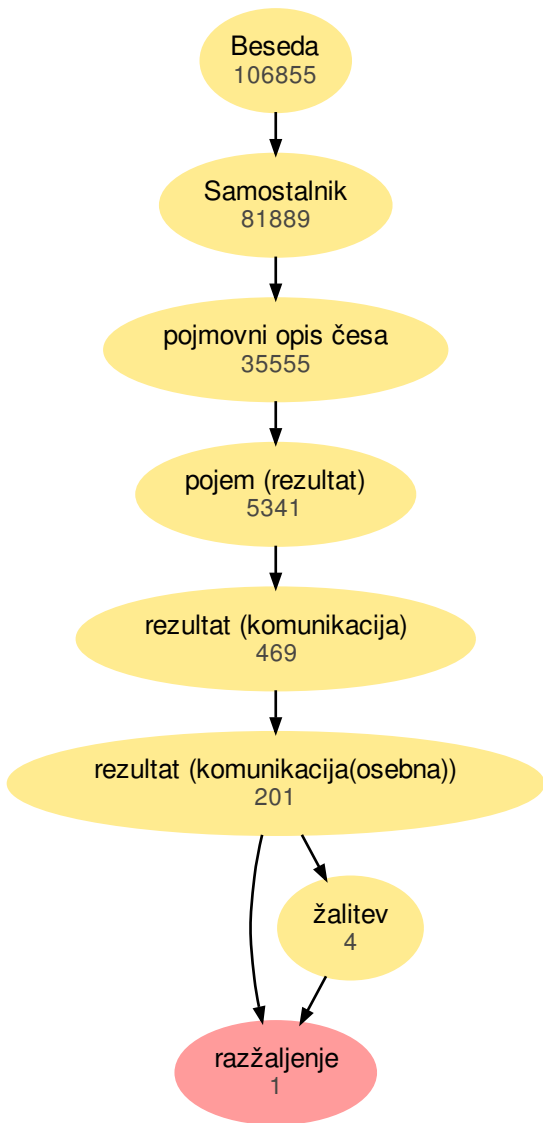 Beseda
106855
Samostalnik
81889
pojmovni opis česa
35555
pojem (rezultat)
5341
rezultat (komunikacija)
469
rezultat (komunikacija(osebna))
201
žalitev
4
razžaljenje
1